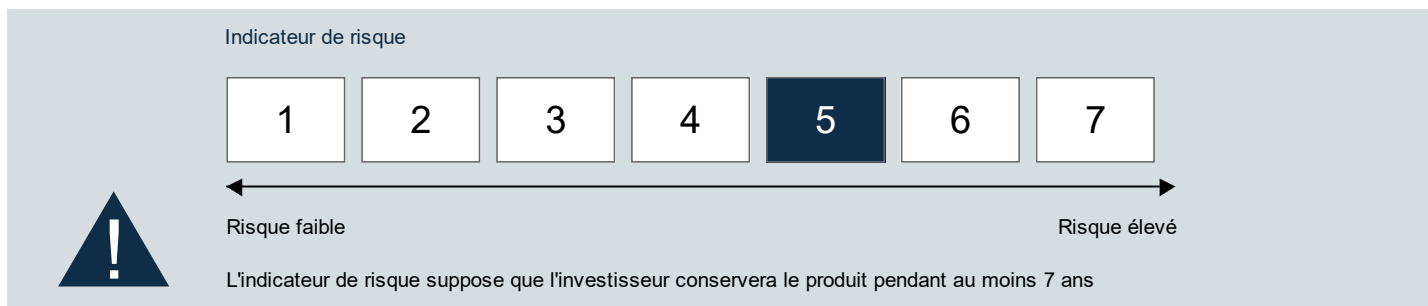 Indicateur de risque
1 2 3 4 5 6 7
Risque faible Risque élevé
!
L'indicateur de risque suppose que l'investisseur conservera le produit pendant au moins 7 ans